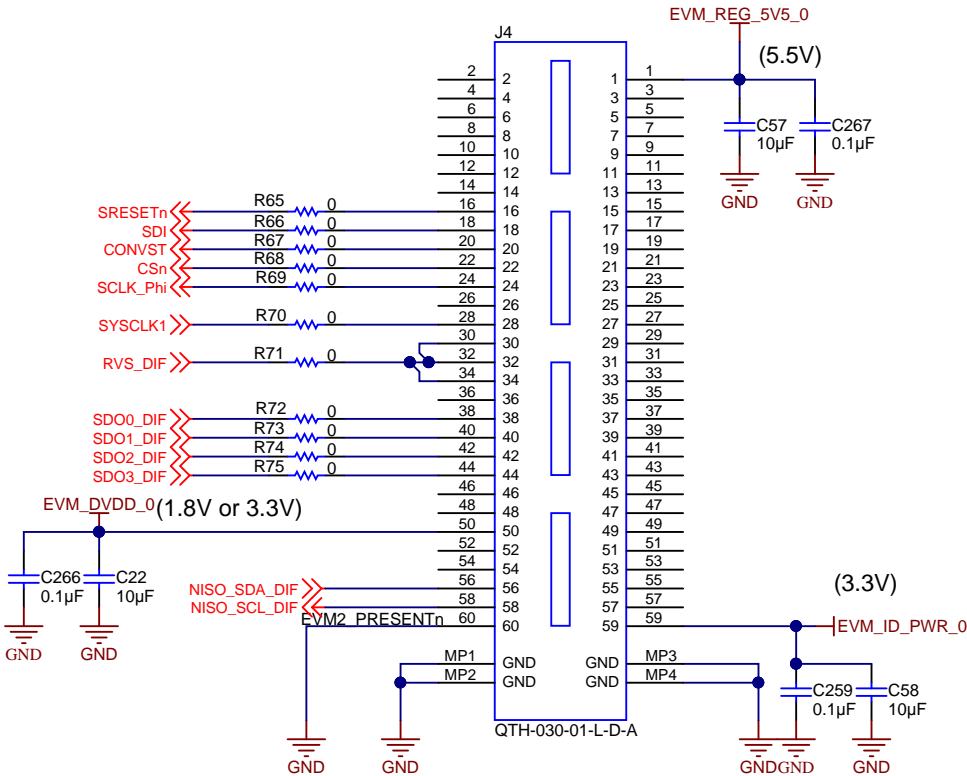 EVM_REG_5V5_0
(5.5V)
J4
2 2 1 1
4 4 3 3
6 6 5 5
8 8 7 7
10 10 9 9
12 12 11 11
14 14 13 13
C57
10µF
C267
0.1µF
GND GND
SRESETn R65 0 16 16 15 15
SDI R66 0 18 18 17 17
CONVST R67 0 20 20 19 19
CSn R68 0 22 22 21 21
SCLK_Phi R69 0 24 24 23 23
26 26 25 25
SYSCLK1 R70 0 28 28 27 27
30 30 29 29
RVS_DIF R71 0 32 32 31 31
34 34 33 33
36 36 35 35
SDO0_DIF R72 0 38 38 37 37
SDO1_DIF R73 0 40 40 39 39
SDO2_DIF R74 0 42 42 41 41
SDO3_DIF R75 0 44 44 43 43
46 46 45 45
EVM_DVDD_0 (1.8V or 3.3V)
48 48 47 47
50 50 49 49
52 52 51 51
54 54 53 53
C266
0.1µF
C22
10µF
GND GND
NISO_SDA_DIF 56 56 55 55
NISO_SCL_DIF 58 58 57 57
EVM2_PRESENTn 60 60 59 59
(3.3V)
EVM_ID_PWR_0
MP1 GND GND MP3
MP2 GND GND MP4
C259
0.1µF
C58
10µF
QTH-030-01-L-D-A
GND GND GND GND GND